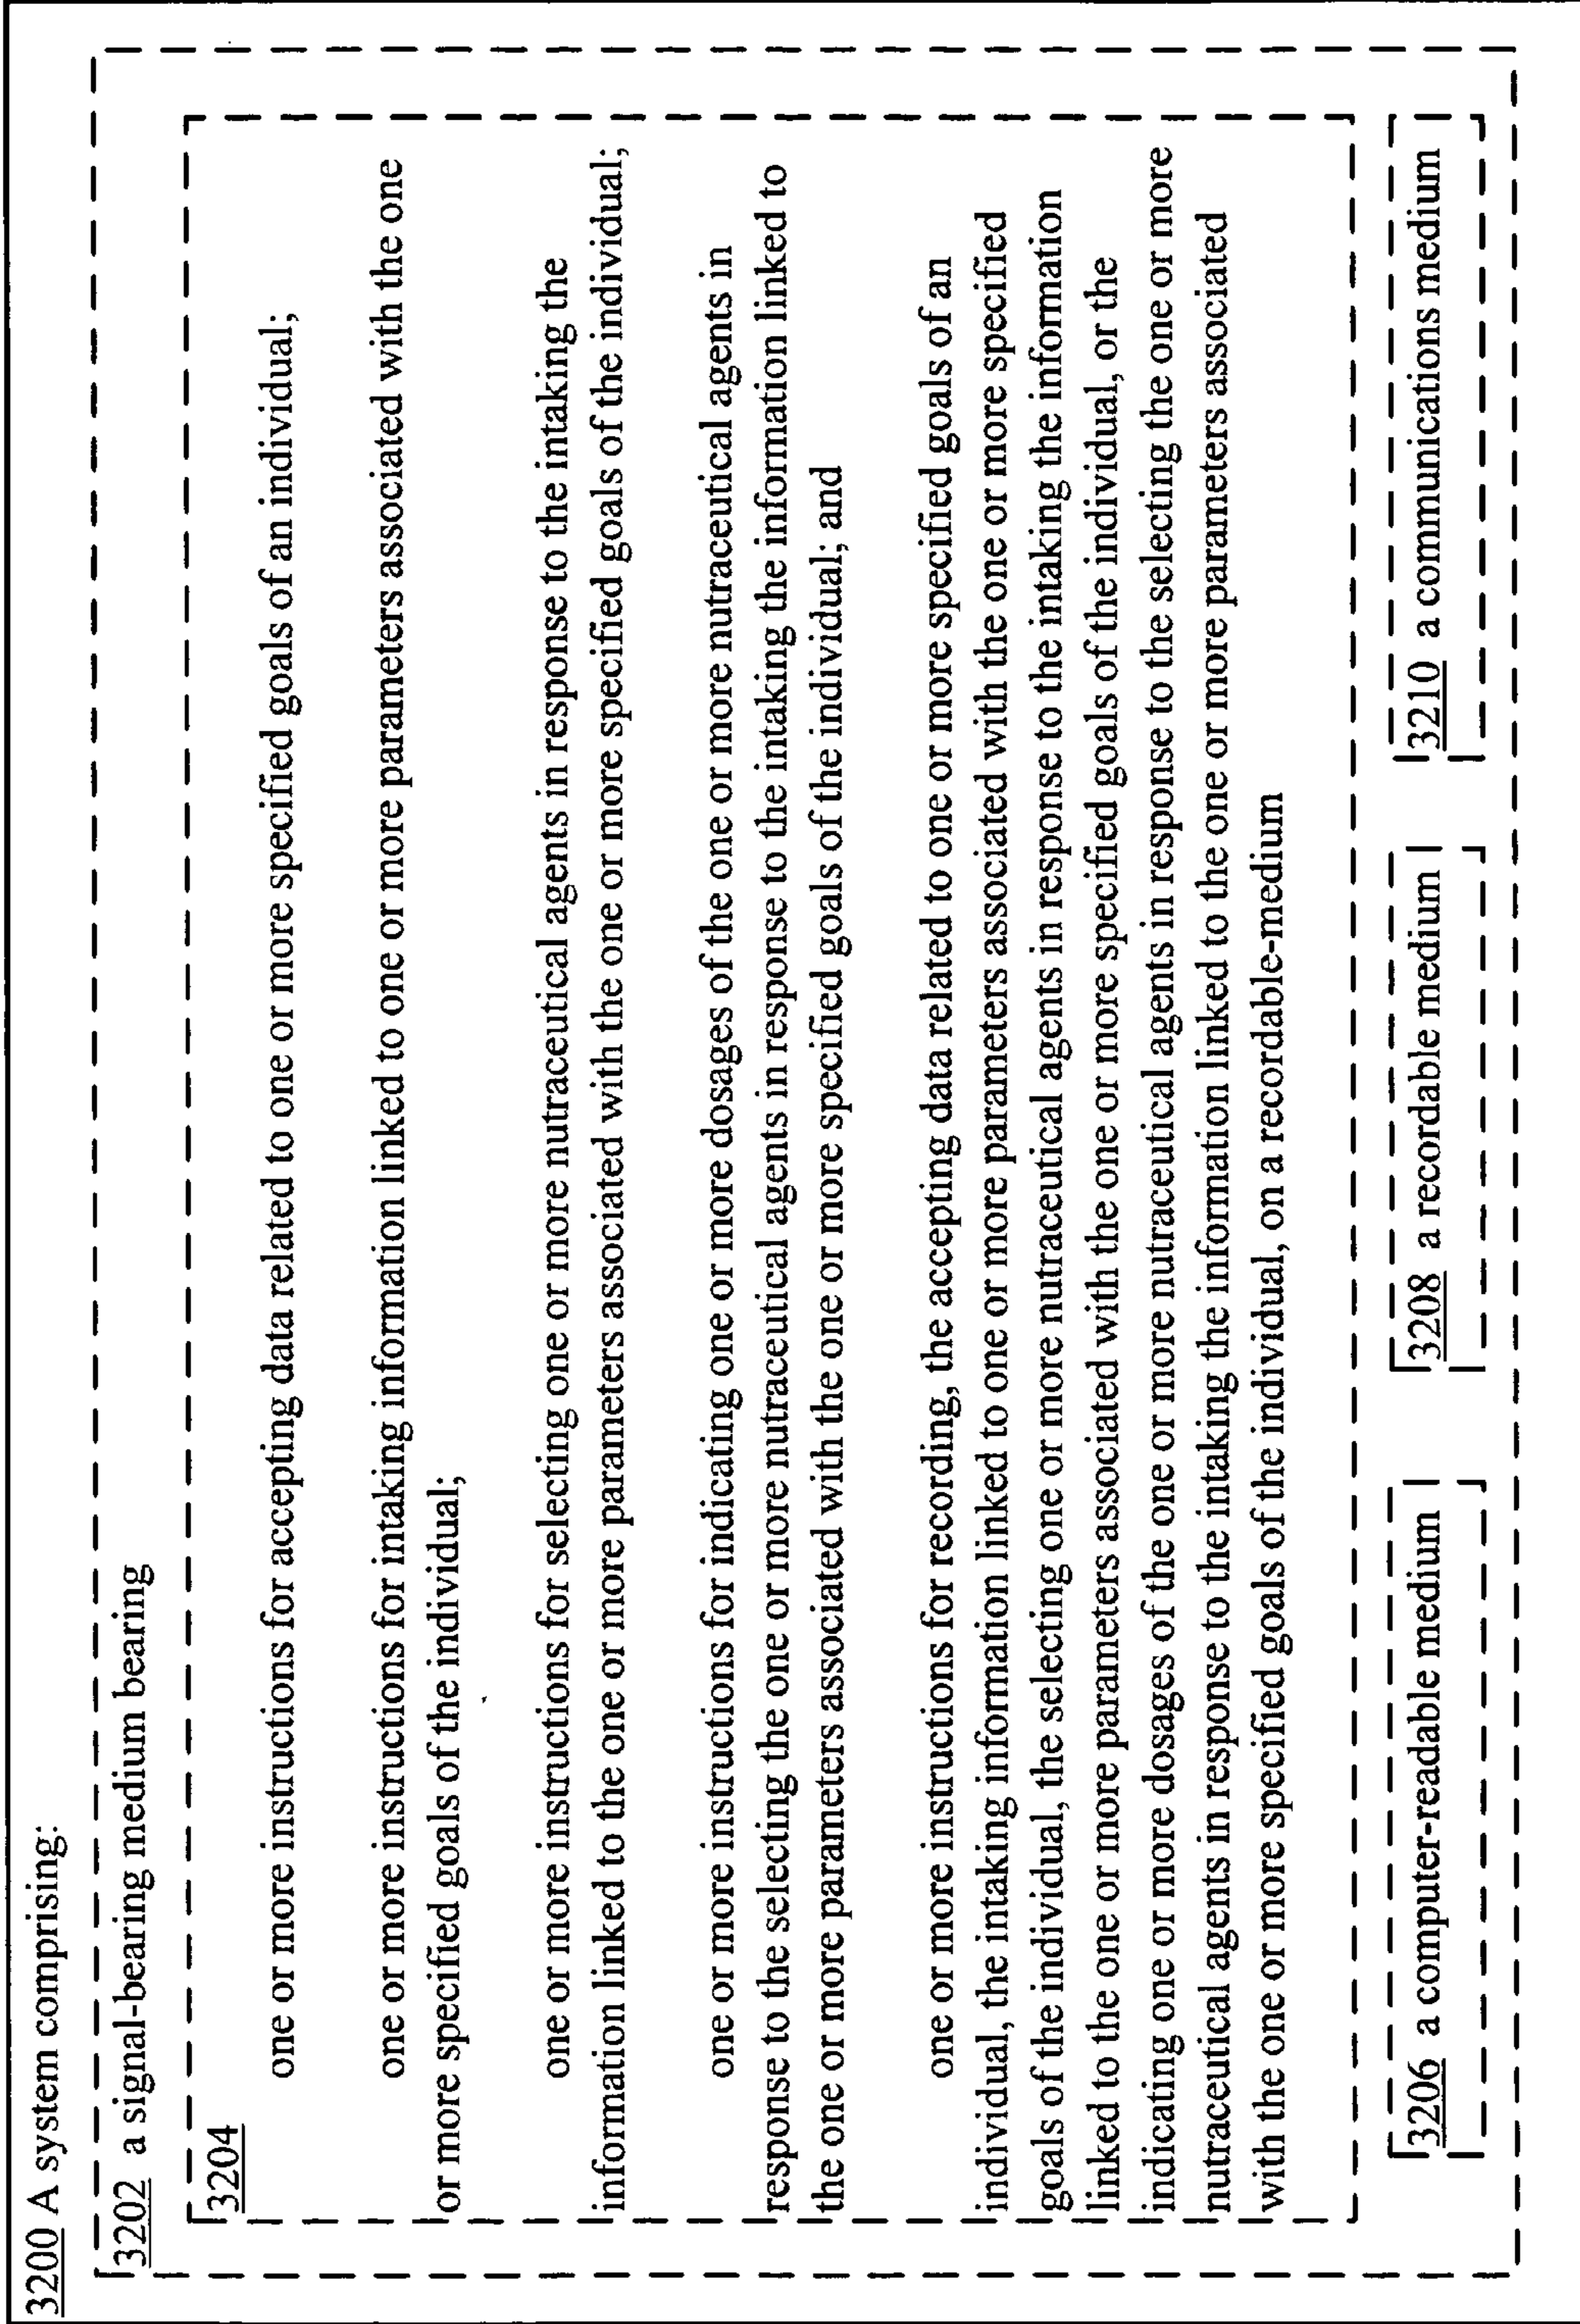 3200 A system comprising:
3202 a signal-bearing medium bearing
3204
one or more instructions for accepting data related to one or more specified goals of an individual;
one or more instructions for intaking information linked to one or more parameters associated with the one
or more specified goals of the individual;
one or more instructions for selecting one or more nutraceutical agents in response to the intaking the
information linked to the one or more parameters associated with the one or more specified goals of the individual;
one or more instructions for indicating one or more dosages of the one or more nutraceutical agents in
response to the selecting the one or more nutraceutical agents in response to the intaking the information linked to
the one or more parameters associated with the one or more specified goals of the individual; and
one or more instructions for recording, the accepting data related to one or more specified goals of an
individual, the intaking information linked to one or more parameters associated with the one or more specified
goals of the individual, the selecting one or more nutraceutical agents in response to the intaking the information
linked to the one or more parameters associated with the one or more specified goals of the individual, or the
indicating one or more dosages of the one or more nutraceutical agents in response to the selecting the one or more
nutraceutical agents in response to the intaking the information linked to the one or more parameters associated
with the one or more specified goals of the individual, on a recordable-medium
3206 a computer-readable medium
3208 a recordable medium
3210 a communications medium